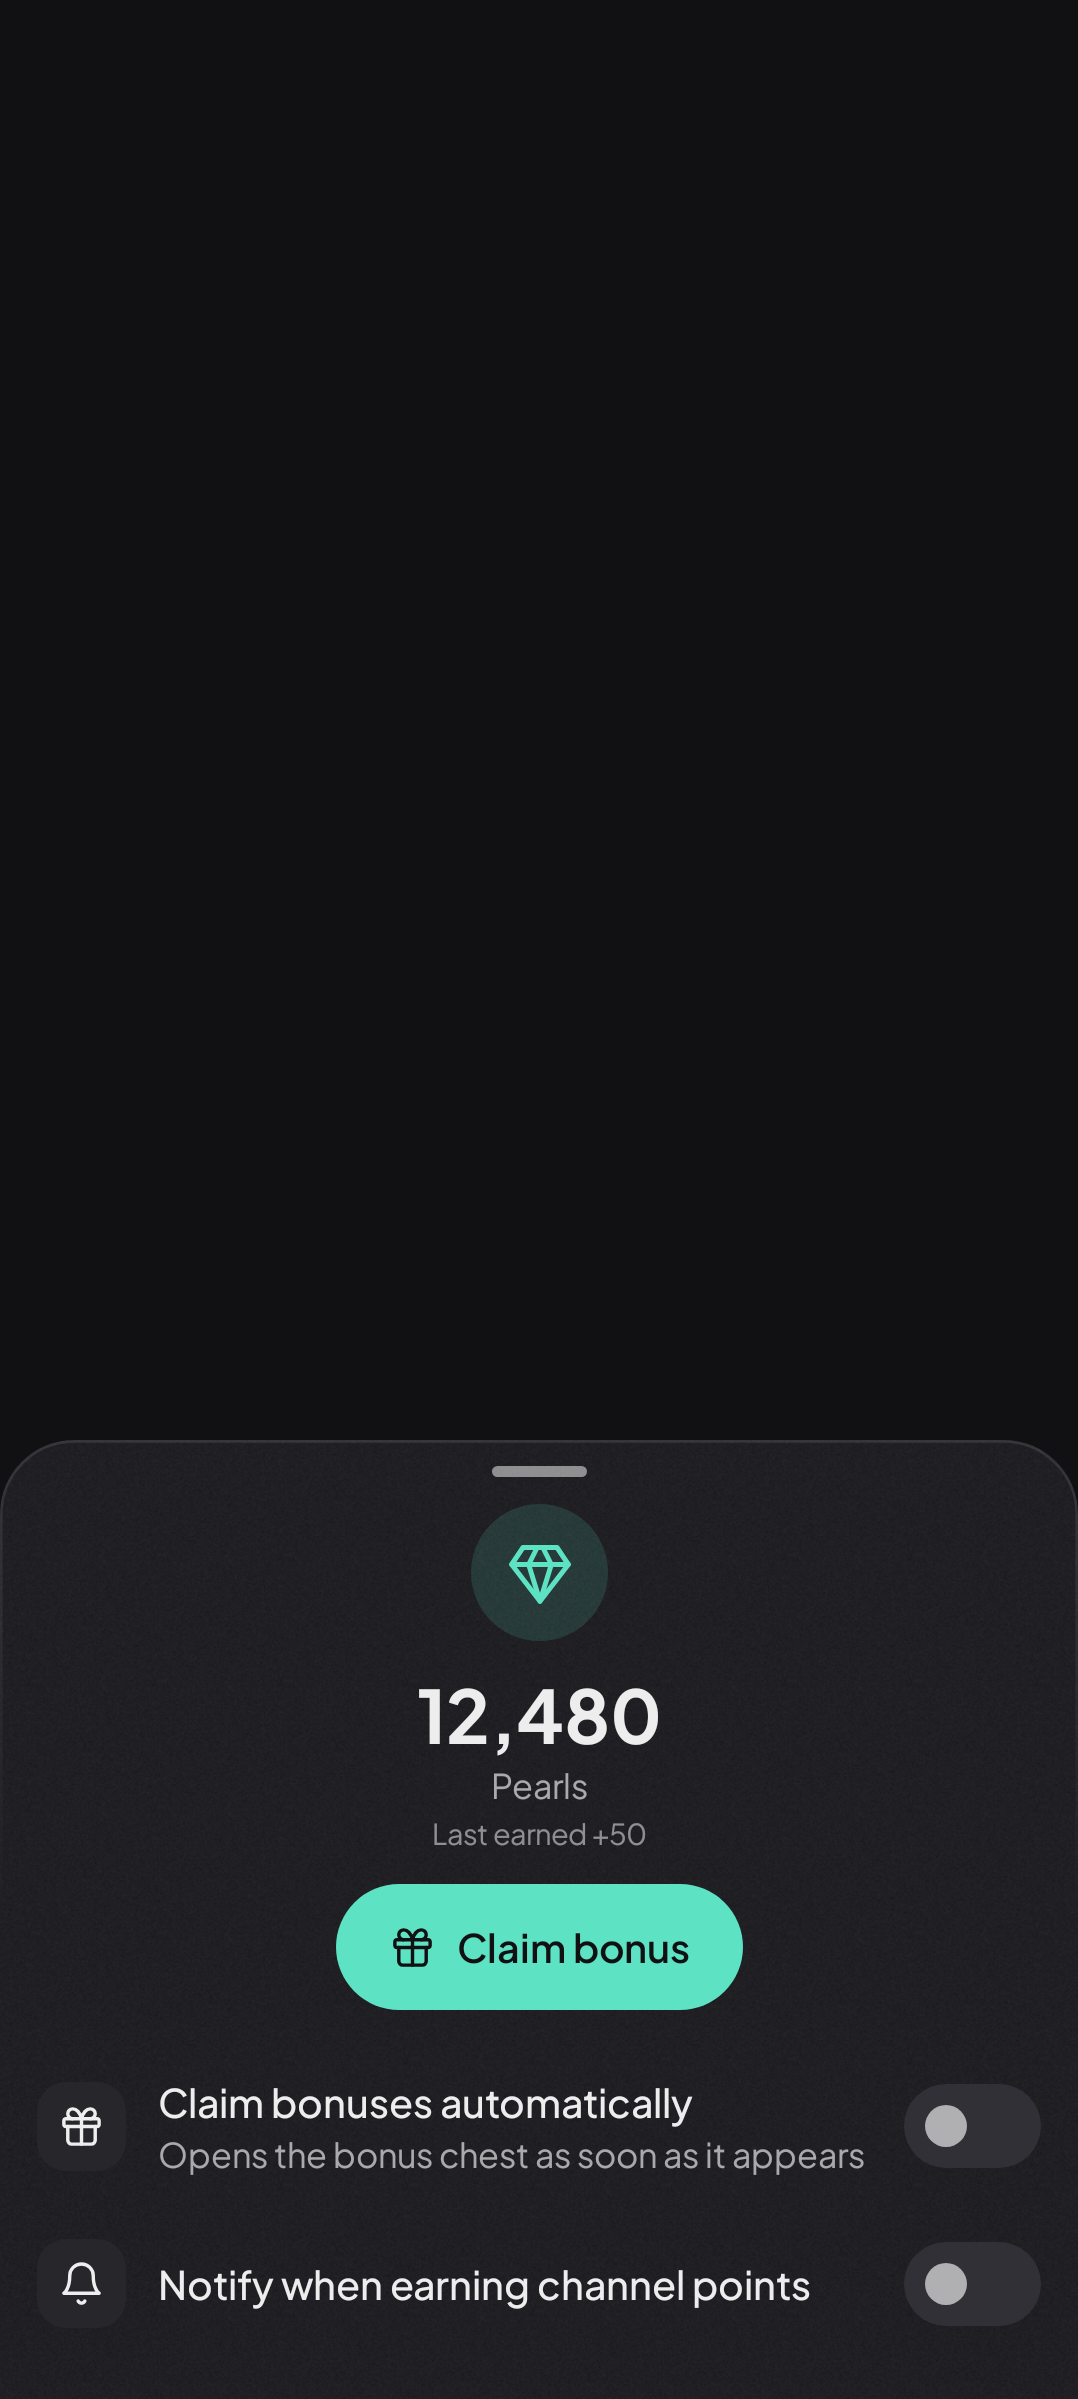 12,480
Pearls
Last earned +50
Claim bonus
Claim bonuses automatically
Opens the bonus chest as soon as it appears
Notify when earning channel points